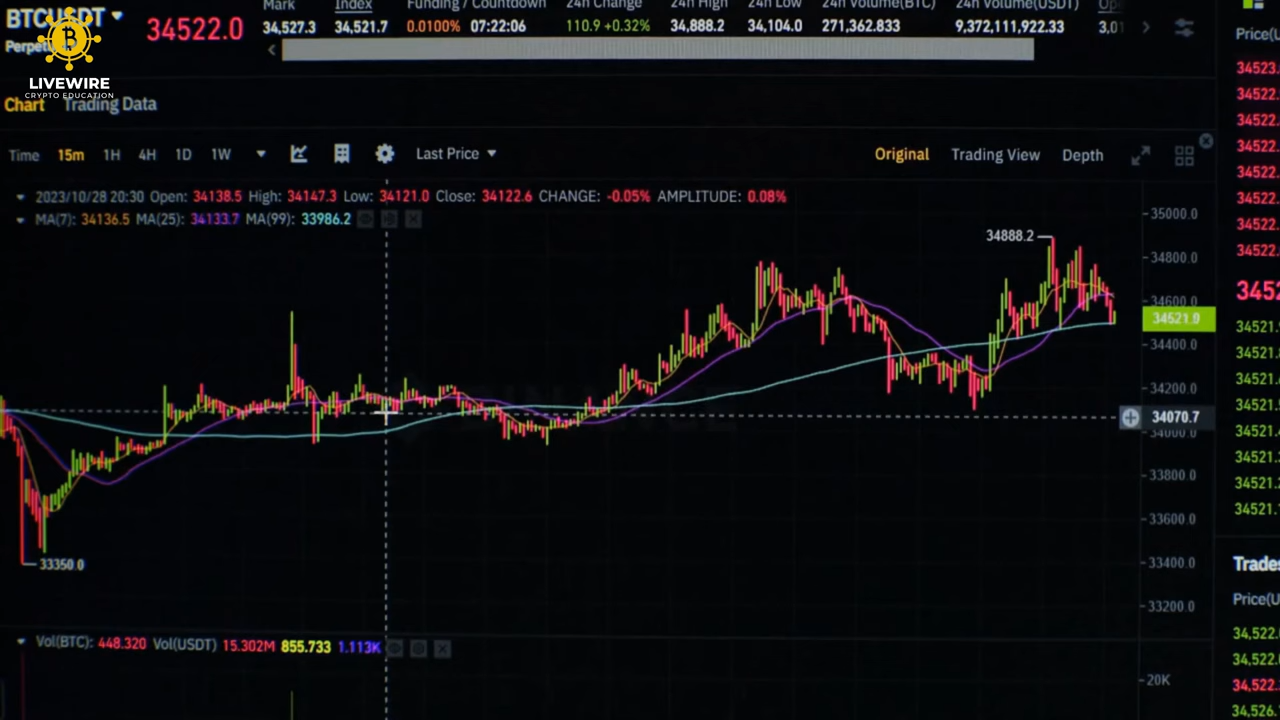 BTCUSDT
Perpet
LIVEWIRE
CRYPTO EDUCATION
34522.0
Mark Index Funding / Countdown 24h Change 24h High 24h Low 24h Volume(BTC) 24h Volume(USDT)
34,527.3 34,521.7 0.0100% 07:22:06 110.9 +0.32% 34,888.2 34,104.0 271,362.833 9,372,111,922.33 3,01
Chart Trading Data
Time 15m 1H 4H 1D 1W Last Price Original Trading View Depth
2023/10/28 20:30 Open: 34138.5 High: 34147.3 Low: 34121.0 Close: 34122.6 CHANGE: -0.05% AMPLITUDE: 0.08%
MA(7): 34136.5 MA(25): 34133.7 MA(99): 33986.2
35000.0
34888.2
34800.0
34600.0
34521.9
34400.0
34200.0
34070.7
34000.0
33800.0
33600.0
33400.0
33350.0
33200.0
Vol(BTC): 448.320 Vol(USDT) 15.302M 855.733 1.113K
20K
Price(U
34523.
34522.
34522.
34522.
34522.
34522.
34522.
34522.
3452
34521.
34521.
34521.
34521.
34521.
34521.
34521.
34521.
Trades
Price(U
34,522.
34,522.
34,522.
34,526.